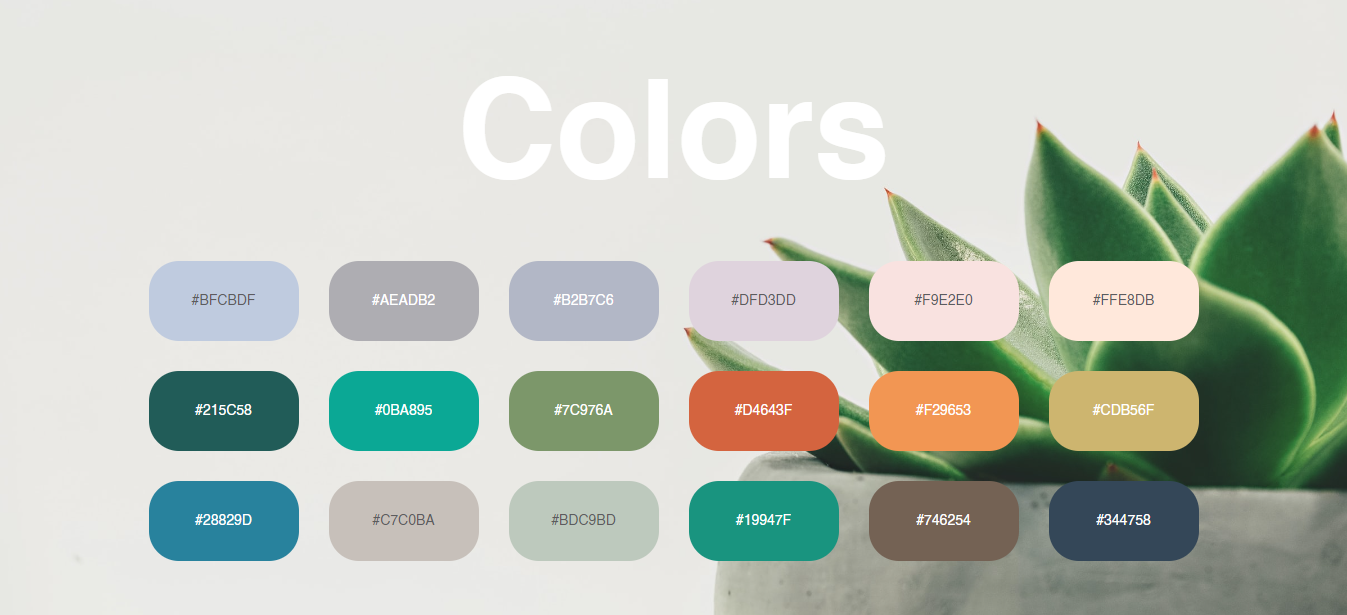 Colors
#BFCBDF #AEADB2 #B2B7C6 #DFD3DD #F9E2E0 #FFE8DB
#215C58 #0BA895 #7C976A #D4643F #F29653 #CDB56F
#28829D #C7C0BA #BDC9BD #19947F #746254 #344758